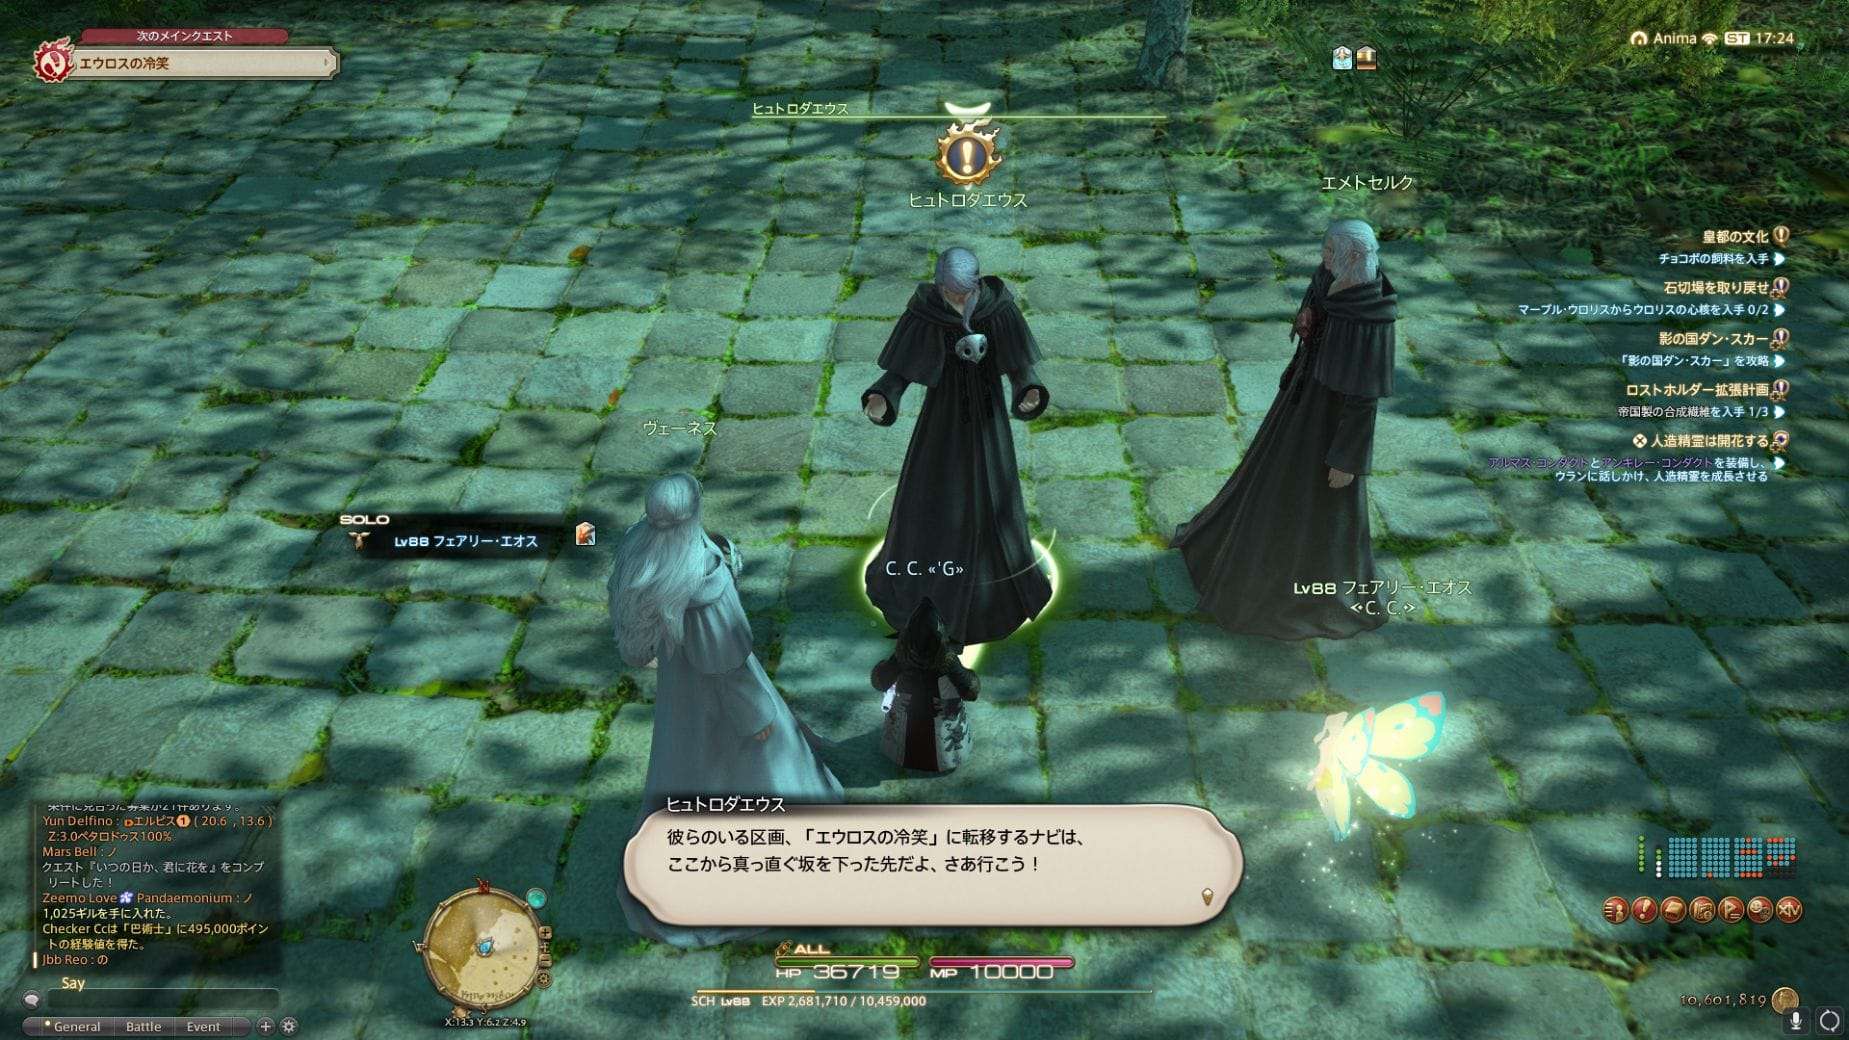 次のメインクエスト
エウロスの冷笑
Anima ST 17:24
ヒュトロダエウス
ヒュトロダエウス
エメトセルク
皇都の文化
チョコボの飼料を入手
石切場を取り戻せ
マーブル・ウロリスからウロリスの心核を入手 0/2
影の国ダン・スカー
「影の国ダン・スカー」を攻略
ロストホルダー拡張計画
帝国製の合成繊維を入手 1/3
人造精霊は開花する
アルマス・コンダクトとアンキレー・コンダクトを装備し、
ウランに話しかけ、人造精霊を成長させる
ヴェーネス
SOLO
Lv88 フェアリー・エオス
C. C. «'G»
Lv88 フェアリー・エオス
C. C.
ヒュトロダエウス
彼らのいる区画、「エウロスの冷笑」に転移するナビは、
ここから真っ直ぐ坂を下った先だよ、さあ行こう！
Yun Delfino : エルピス1 ( 20.6 , 13.6 )
Z:3.0ペタロドゥス100%
Mars Bell : ノ
クエスト『いつの日か、君に花を』をコンプ
リートした！
Zeemo Love Pandaemonium : ノ
1,025ギルを手に入れた。
Checker Ccは「巴術士」に495,000ポイン
トの経験値を得た。
Jbb Reo : の
Say
General Battle Event
N
W
X:13.3 Y:6.2 Z:4.9
ALL
HP 36719 MP 10000
SCH Lv88 EXP 2,681,710 / 10,459,000
XIV
10,601,819